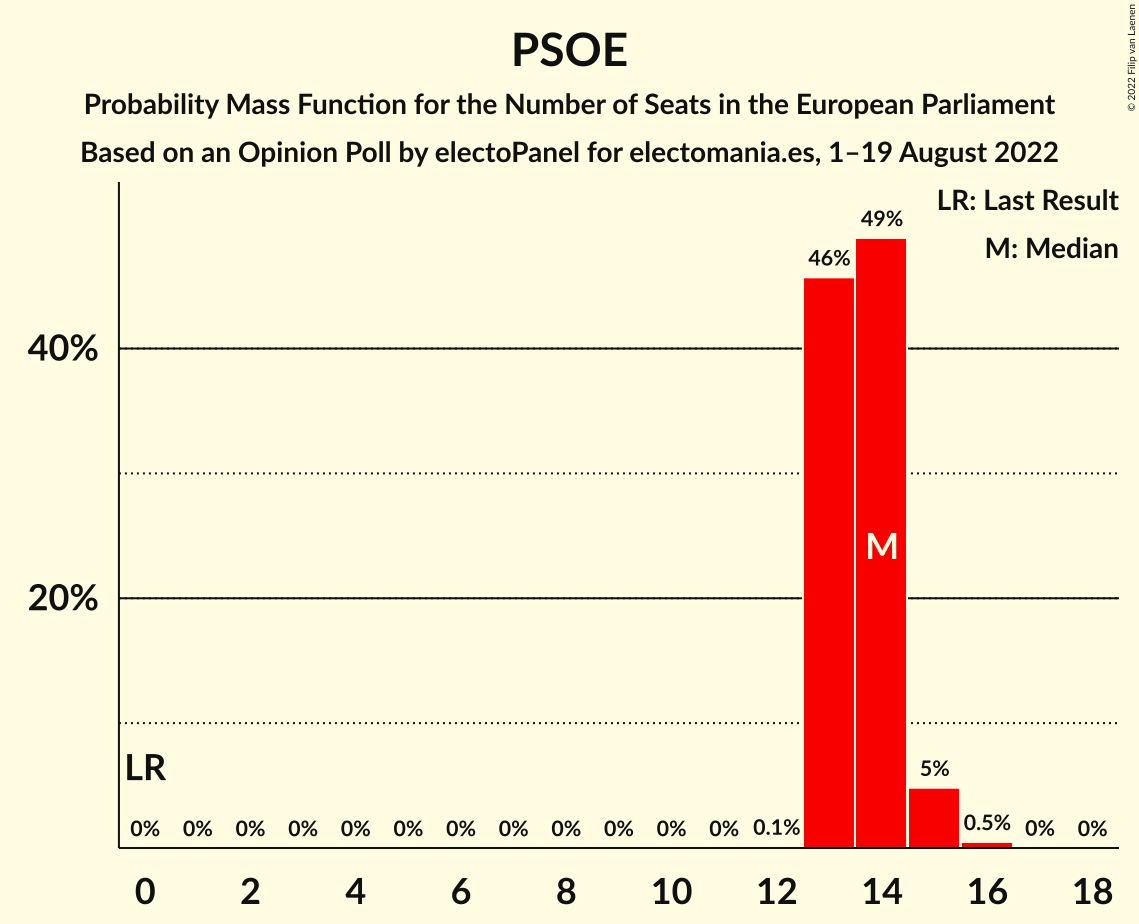 PSOE
Probability Mass Function for the Number of Seats in the European Parliament
Based on an Opinion Poll by electoPanel for electomania.es, 1–19 August 2022
© 2022 Filip van Laenen
LR: Last Result
M: Median
49%
46%
40%
M
20%
LR
5%
0% 0% 0% 0% 0% 0% 0% 0% 0% 0% 0% 0% 0.1% 0.5% 0% 0%
0 2 4 6 8 10 12 14 16 18